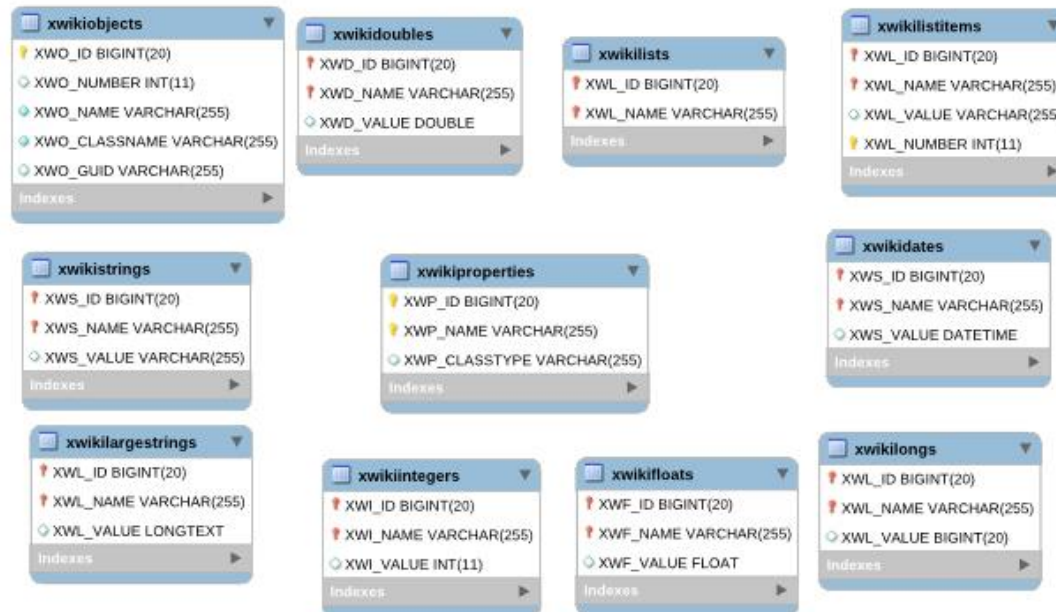 xwikiobjects
XWO_ID BIGINT(20)
XWO_NUMBER INT(11)
XWO_NAME VARCHAR(255)
XWO_CLASSNAME VARCHAR(255)
XWO_GUID VARCHAR(255)
Indexes
xwikidoubles
XWD_ID BIGINT(20)
XWD_NAME VARCHAR(255)
XWD_VALUE DOUBLE
Indexes
xwikilists
XWL_ID BIGINT(20)
XWL_NAME VARCHAR(255)
Indexes
xwikilistitems
XWL_ID BIGINT(20)
XWL_NAME VARCHAR(255)
XWL_VALUE VARCHAR(255
XWL_NUMBER INT(11)
Indexes
xwikistrings
XWS_ID BIGINT(20)
XWS_NAME VARCHAR(255)
XWS_VALUE VARCHAR(255)
Indexes
xwikiproperties
XWP_ID BIGINT(20)
XWP_NAME VARCHAR(255)
XWP_CLASSTYPE VARCHAR(255)
Indexes
xwikidates
XWS_ID BIGINT(20)
XWS_NAME VARCHAR(255)
XWS_VALUE DATETIME
Indexes
xwikilargestrings
XWL_ID BIGINT(20)
XWL_NAME VARCHAR(255)
XWL_VALUE LONGTEXT
Indexes
xwikiintegers
XWI_ID BIGINT(20)
XWI_NAME VARCHAR(255)
XWI_VALUE INT(11)
Indexes
xwikifloats
XWF_ID BIGINT(20)
XWF_NAME VARCHAR(255)
XWF_VALUE FLOAT
Indexes
xwikilongs
XWL_ID BIGINT(20)
XWL_NAME VARCHAR(255)
XWL_VALUE BIGINT(20)
Indexes